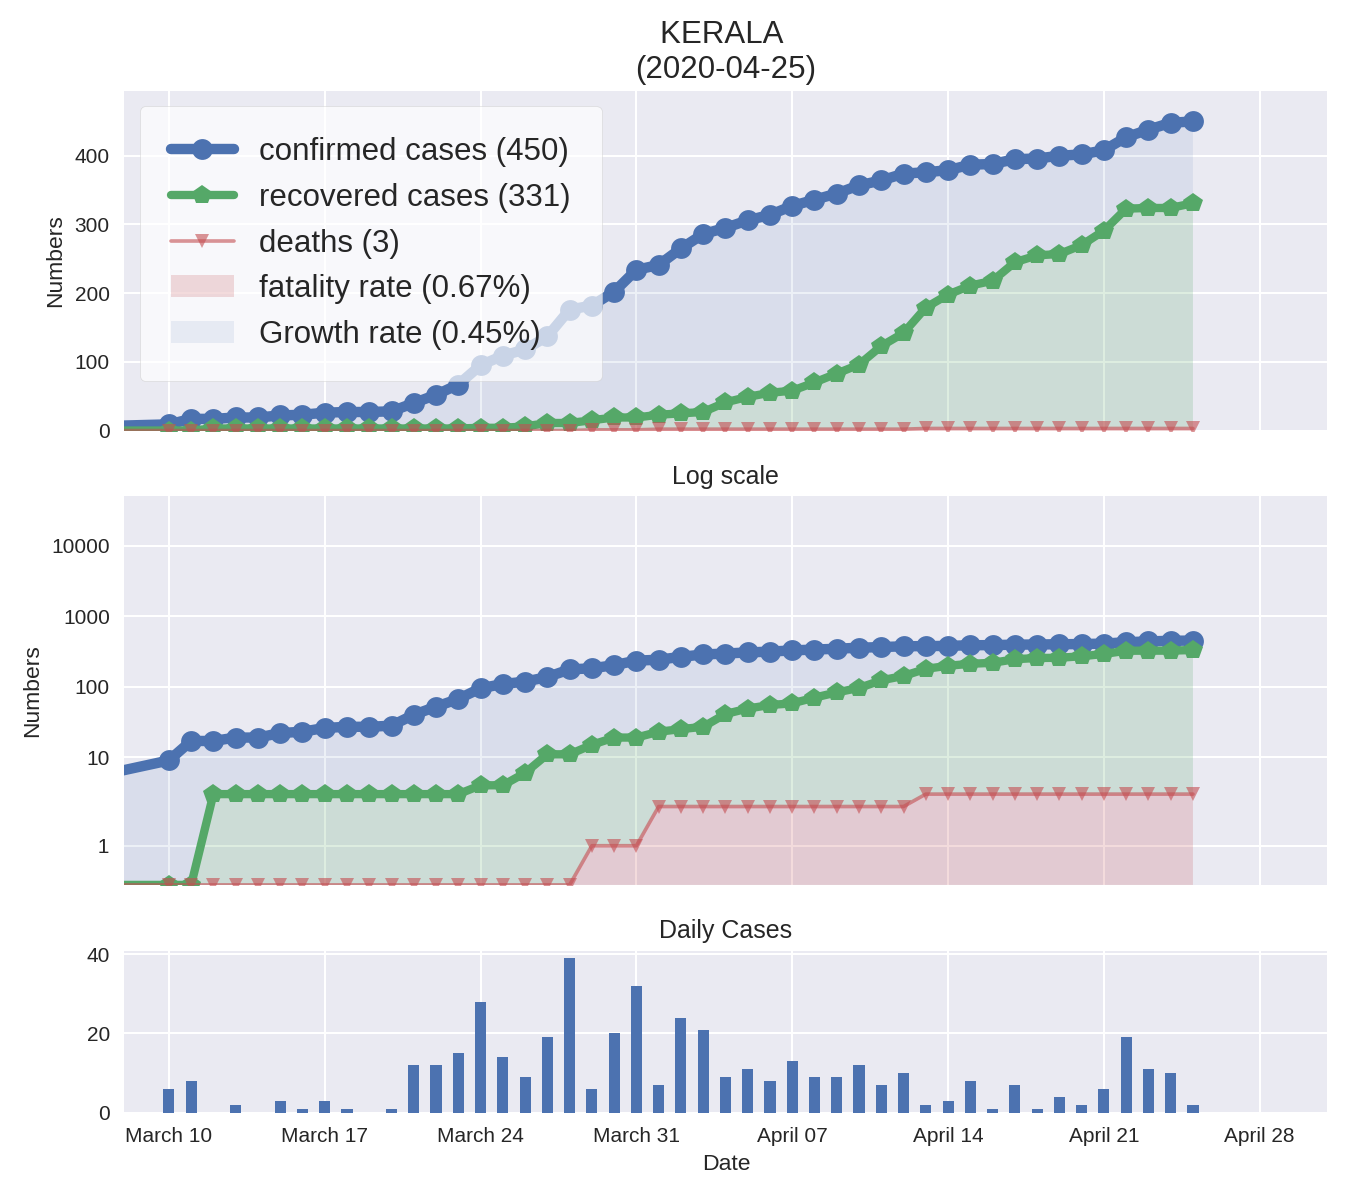 KERALA
(2020-04-25)
confirmed cases (450)
recovered cases (331)
deaths (3)
fatality rate (0.67%)
Growth rate (0.45%)
Numbers
400
300
200
100
0
Log scale
Numbers
10000
1000
100
10
1
Daily Cases
40
20
0
March 10 March 17 March 24 March 31 April 07 April 14 April 21 April 28
Date